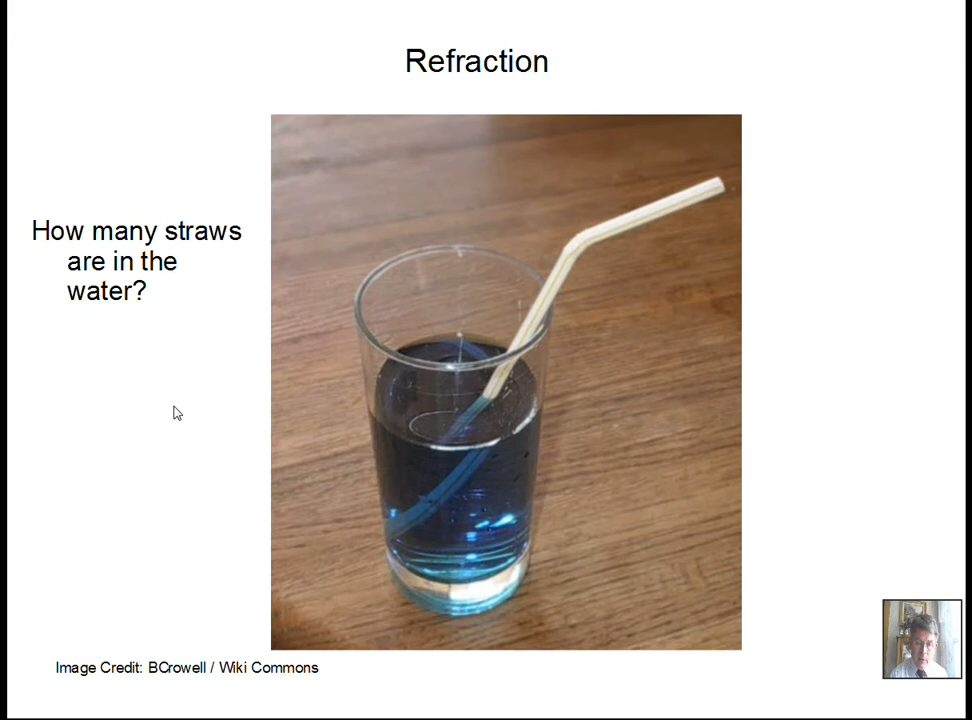 Refraction
How many straws
are in the
water?
Image Credit: BCrowell / Wiki Commons